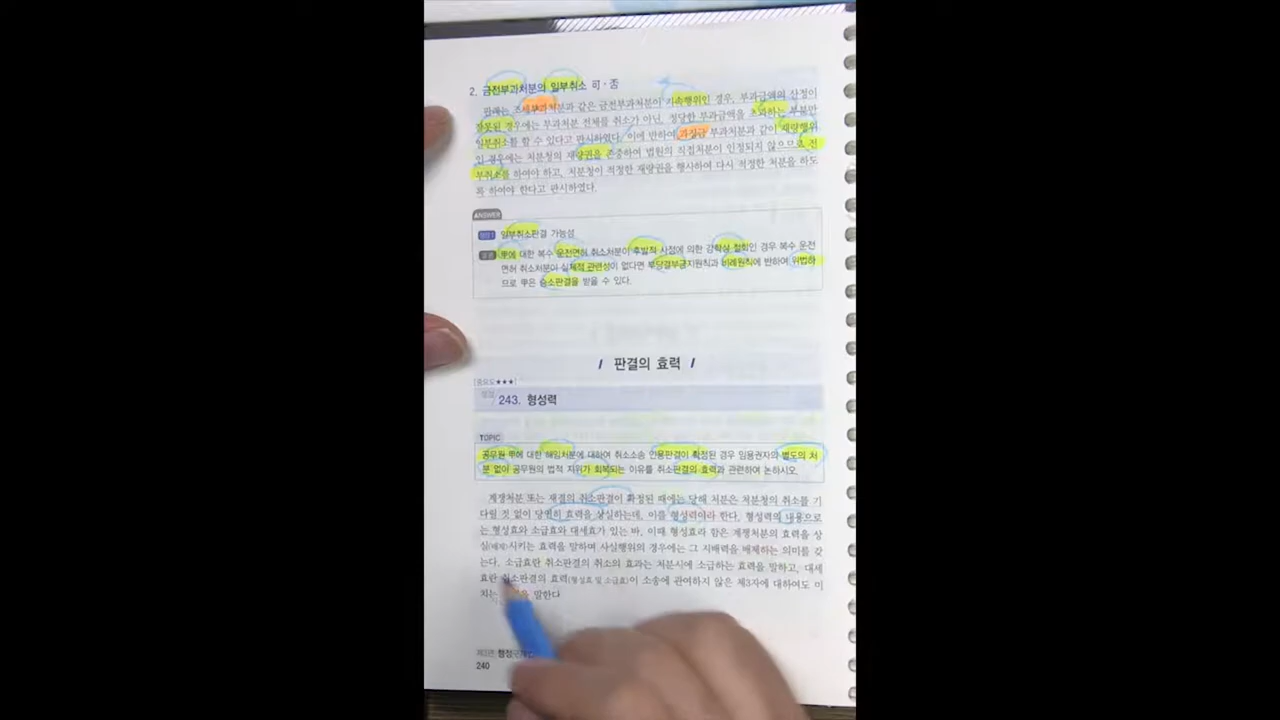 2. 금전부과처분의 일부취소 可·否
판례는 조세부과처분과 같은 금전부과처분이 기속행위인 경우, 부과금액의 산정이
잘못된 경우에는 부과처분 전체를 취소가 아닌, 정당한 부과금액을 초과하는 부분만
일부취소를 할 수 있다고 판시하였다. 이에 반하여 과징금 부과처분과 같이 재량행위
인 경우에는 처분청의 재량권을 존중하여 법원의 직접처분이 인정되지 않으므로 전
부취소를 하여야 하고, 처분청이 적정한 재량권을 행사하여 다시 적정한 처분을 하도
록 하여야 한다고 판시하였다.
ANSWER
일부취소판결 가능성
甲에 대한 복수 운전면허 취소처분이 후발적 사정에 의한 강학상 철회인 경우 복수 운전
면허 취소처분이 실체적 관련성이 없다면 부당결부금지원칙과 비례원칙에 반하여 위법하
므로 甲은 승소판결을 받을 수 있다.
판결의 효력
[중요도★★★]
쟁점 243. 형성력
TOPIC
공무원 甲에 대한 해임처분에 대하여 취소소송 인용판결이 확정된 경우 임용권자의 별도의 처
분 없이 공무원의 법적 지위가 회복되는 이유를 취소판결의 효력과 관련하여 논하시오.
계쟁처분 또는 재결의 취소판결이 확정된 때에는 당해 처분은 처분청의 취소를 기
다릴 것 없이 당연히 효력을 상실하는데, 이를 형성력이라 한다. 형성력의 내용으로
는 형성효와 소급효와 대세효가 있는 바, 이때 형성효라 함은 계쟁처분의 효력을 상
실(배제)시키는 효력을 말하며 사실행위의 경우에는 그 지배력을 배제하는 의미를 갖
는다. 소급효란 취소판결의 취소의 효과는 처분시에 소급하는 효력을 말하고, 대세
효란 취소판결의 효력(형성효 및 소급효)이 소송에 관여하지 않은 제3자에 대하여도 미
치는 을 말한다
제3편 행정구제법
240